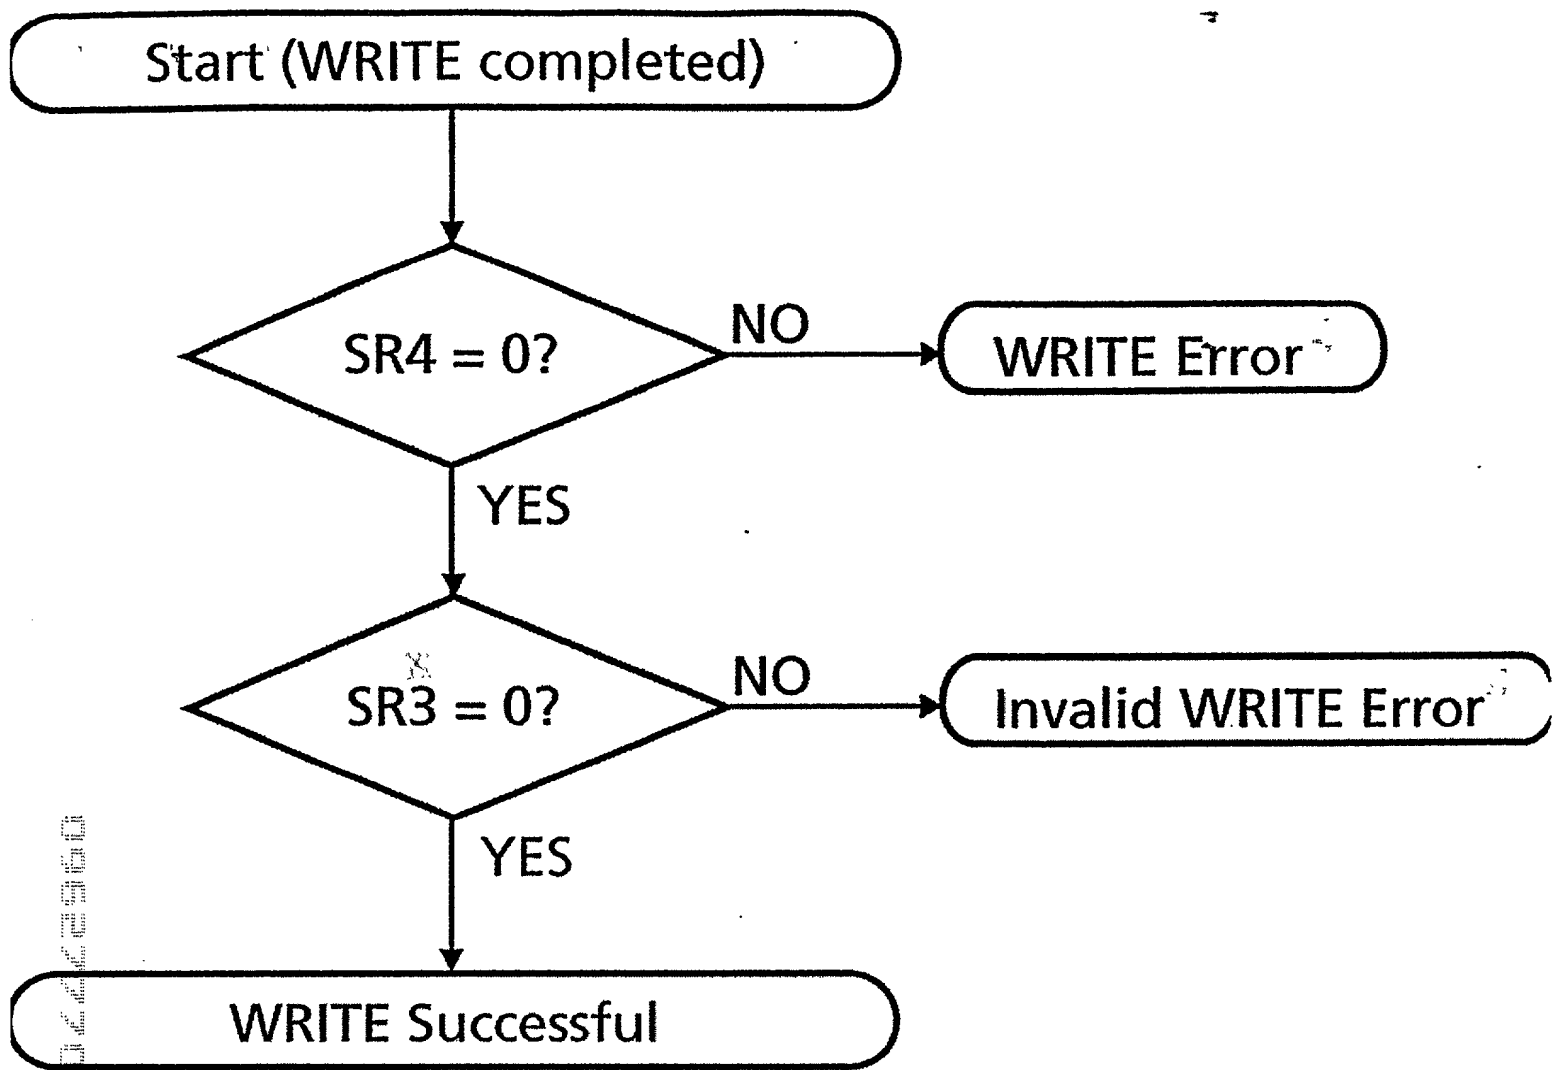 Start (WRITE completed)
SR4 = 0?
NO
WRITE Error
YES
SR3 = 0?
NO
Invalid WRITE Error
YES
WRITE Successful